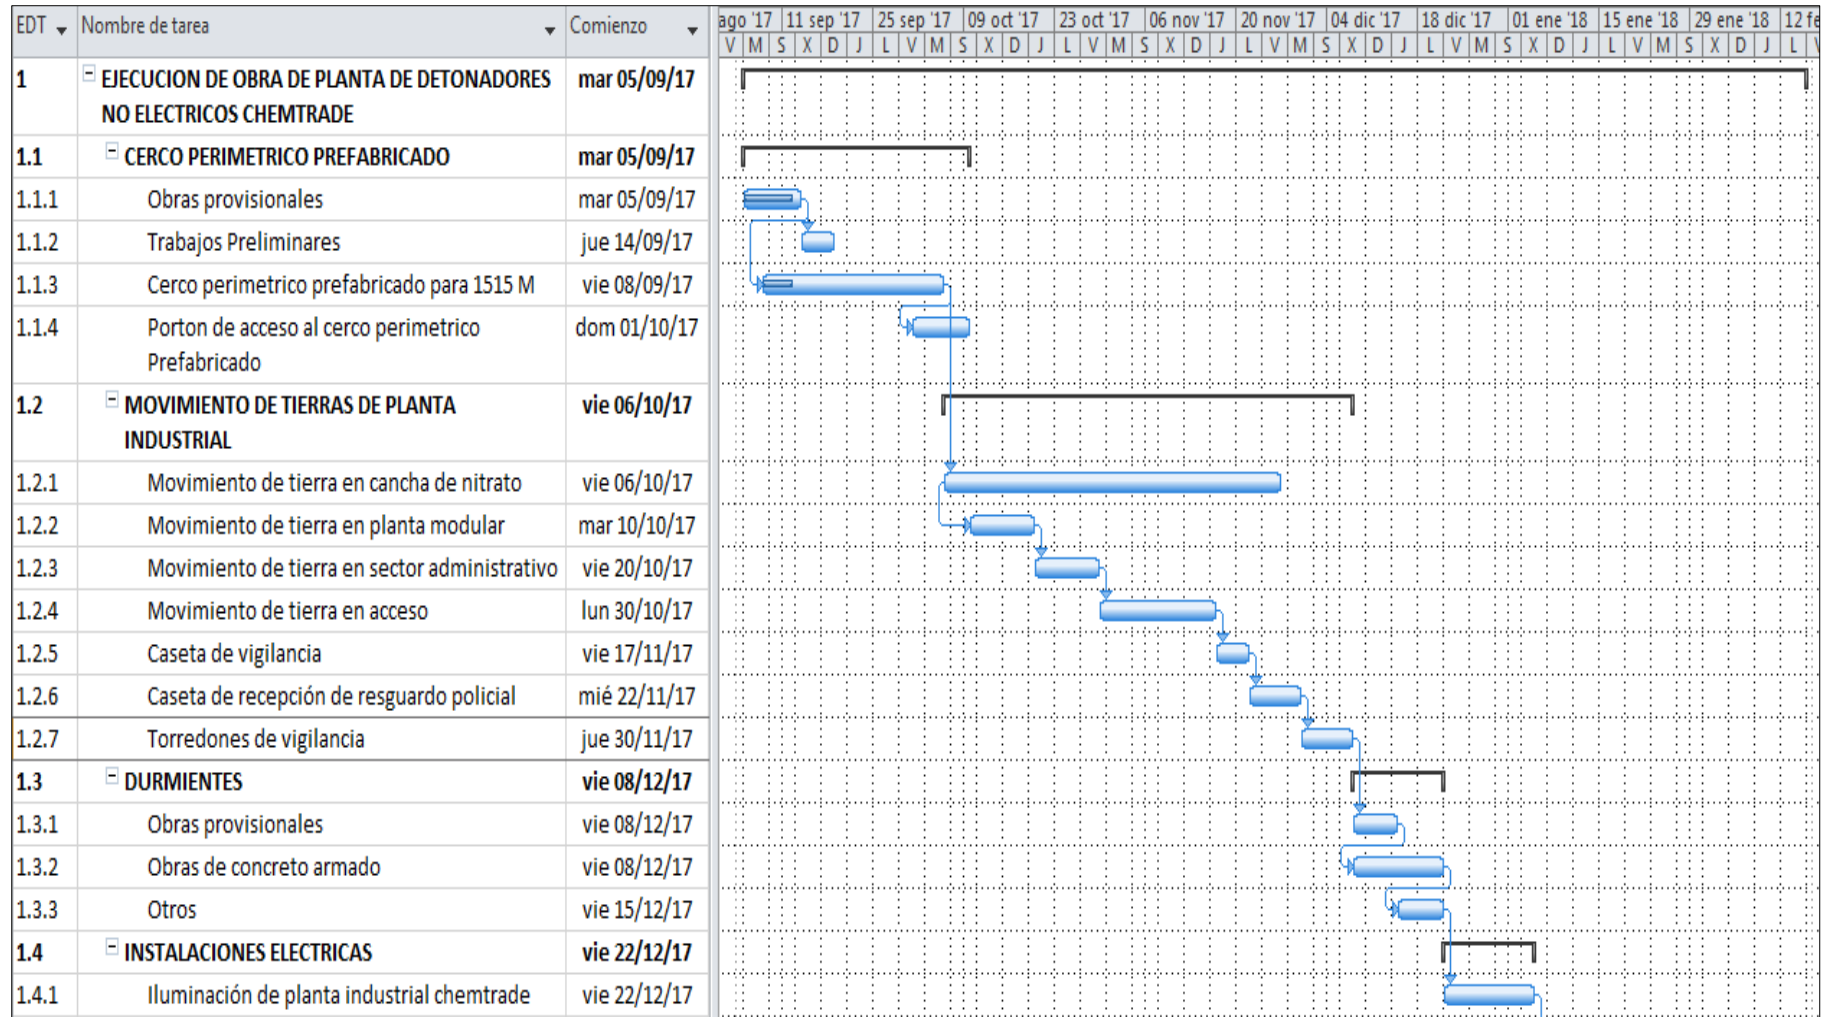 EDT Nombre de tarea Comienzo ago '17 11 sep '17 25 sep '17 09 oct '17 23 oct '17 06 nov '17 20 nov '17 04 dic '17 18 dic '17 01 ene '18 15 ene '18 29 ene '18 12 fe
V M S X D J L V M S X D J L V M S X D J L V M S X D J L V M S X D J L V M S X D J L V
1 EJECUCION DE OBRA DE PLANTA DE DETONADORES mar 05/09/17
NO ELECTRICOS CHEMTRADE
1.1 CERCO PERIMETRICO PREFABRICADO mar 05/09/17
1.1.1 Obras provisionales mar 05/09/17
1.1.2 Trabajos Preliminares jue 14/09/17
1.1.3 Cerco perimetrico prefabricado para 1515 M vie 08/09/17
1.1.4 Porton de acceso al cerco perimetrico dom 01/10/17
Prefabricado
1.2 MOVIMIENTO DE TIERRAS DE PLANTA vie 06/10/17
INDUSTRIAL
1.2.1 Movimiento de tierra en cancha de nitrato vie 06/10/17
1.2.2 Movimiento de tierra en planta modular mar 10/10/17
1.2.3 Movimiento de tierra en sector administrativo vie 20/10/17
1.2.4 Movimiento de tierra en acceso lun 30/10/17
1.2.5 Caseta de vigilancia vie 17/11/17
1.2.6 Caseta de recepción de resguardo policial mié 22/11/17
1.2.7 Torredones de vigilancia jue 30/11/17
1.3 DURMIENTES vie 08/12/17
1.3.1 Obras provisionales vie 08/12/17
1.3.2 Obras de concreto armado vie 08/12/17
1.3.3 Otros vie 15/12/17
1.4 INSTALACIONES ELECTRICAS vie 22/12/17
1.4.1 Iluminación de planta industrial chemtrade vie 22/12/17